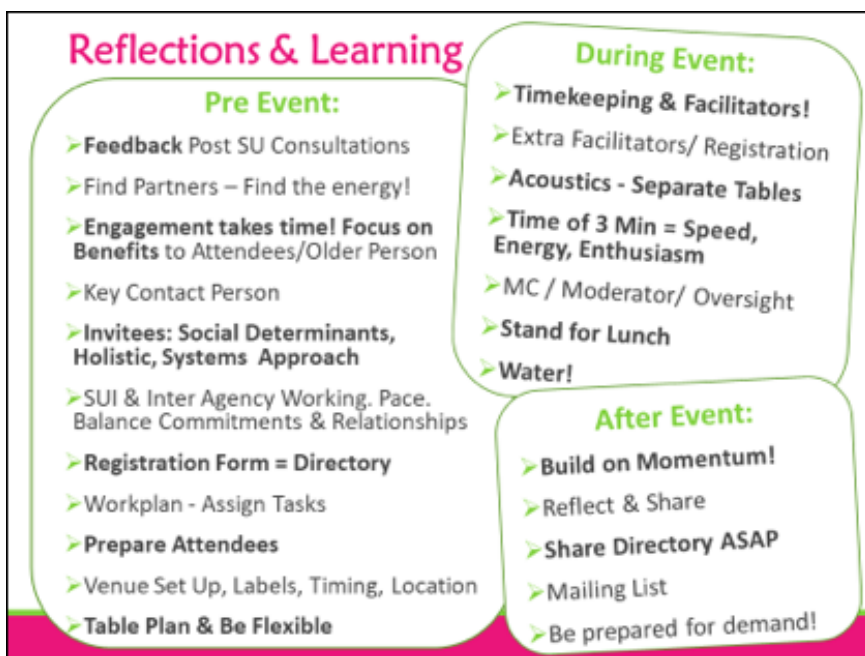 Reflections & Learning
Pre Event:
Feedback Post SU Consultations
Find Partners – Find the energy!
Engagement takes time! Focus on
Benefits to Attendees/Older Person
Key Contact Person
Invitees: Social Determinants,
Holistic, Systems Approach
SUI & Inter Agency Working. Pace.
Balance Commitments & Relationships
Registration Form = Directory
Workplan - Assign Tasks
Prepare Attendees
Venue Set Up, Labels, Timing, Location
Table Plan & Be Flexible
During Event:
Timekeeping & Facilitators!
Extra Facilitators/ Registration
Acoustics - Separate Tables
Time of 3 Min = Speed,
Energy, Enthusiasm
MC / Moderator/ Oversight
Stand for Lunch
Water!
After Event:
Build on Momentum!
Reflect & Share
Share Directory ASAP
Mailing List
Be prepared for demand!